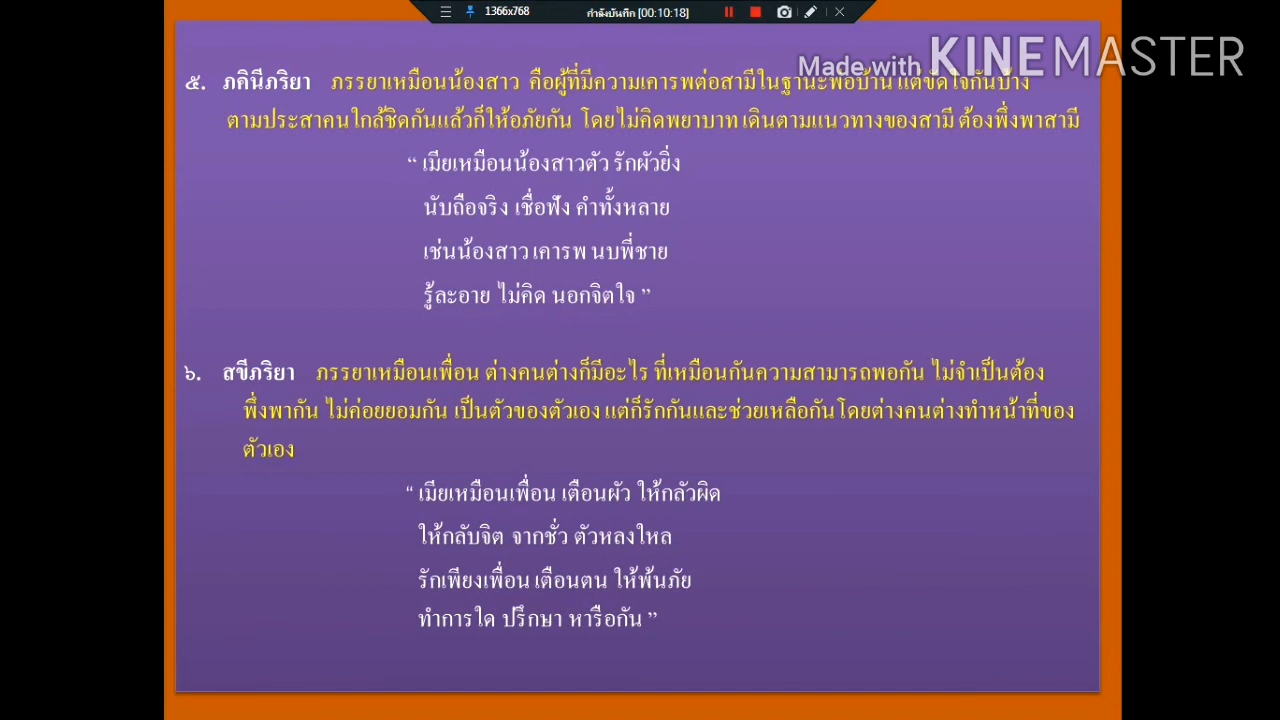 1366x768 กำลังบันทึก [00:10:18]
Made with KINEMASTER
๕. ภคินีภริยา ภรรยาเหมือนน้องสาว คือผู้ที่มีความเคารพต่อสามีในฐานะพ่อบ้าน แต่ขัดใจกันบ้าง
ตามประสาคนใกล้ชิดกันแล้วก็ให้อภัยกัน โดยไม่คิดพยาบาท เดินตามแนวทางของสามี ต้องพึ่งพาสามี
“ เมียเหมือนน้องสาวตัว รักผัวยิ่ง
นับถือจริง เชื่อฟัง คำทั้งหลาย
เช่นน้องสาว เคารพ นบพี่ชาย
รู้ละอาย ไม่คิด นอกจิตใจ ”
๖. สขีภริยา ภรรยาเหมือนเพื่อน ต่างคนต่างก็มีอะไร ที่เหมือนกันความสามารถพอกัน ไม่จำเป็นต้อง
พึ่งพากัน ไม่ค่อยยอมกัน เป็นตัวของตัวเอง แต่ก็รักกันและช่วยเหลือกันโดยต่างคนต่างทำหน้าที่ของ
ตัวเอง
“ เมียเหมือนเพื่อน เตือนผัว ให้กลัวผิด
ให้กลับจิต จากชั่ว ตัวหลงใหล
รักเพียงเพื่อน เตือนตน ให้พ้นภัย
ทำการใด ปรึกษา หารือกัน ”